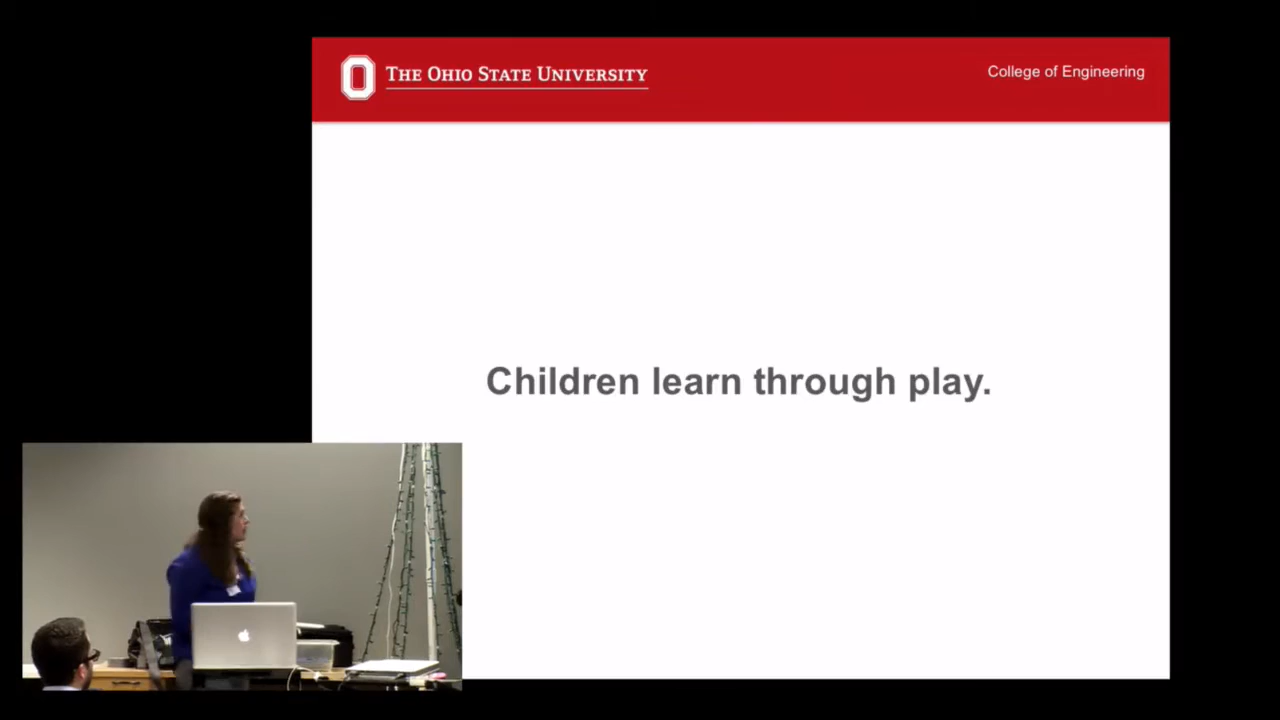 THE OHIO STATE UNIVERSITY
College of Engineering
Children learn through play.